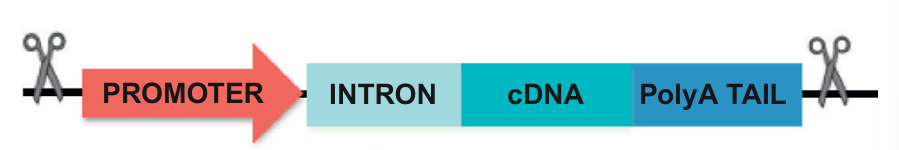 PROMOTER INTRON cDNA PolyA TAIL